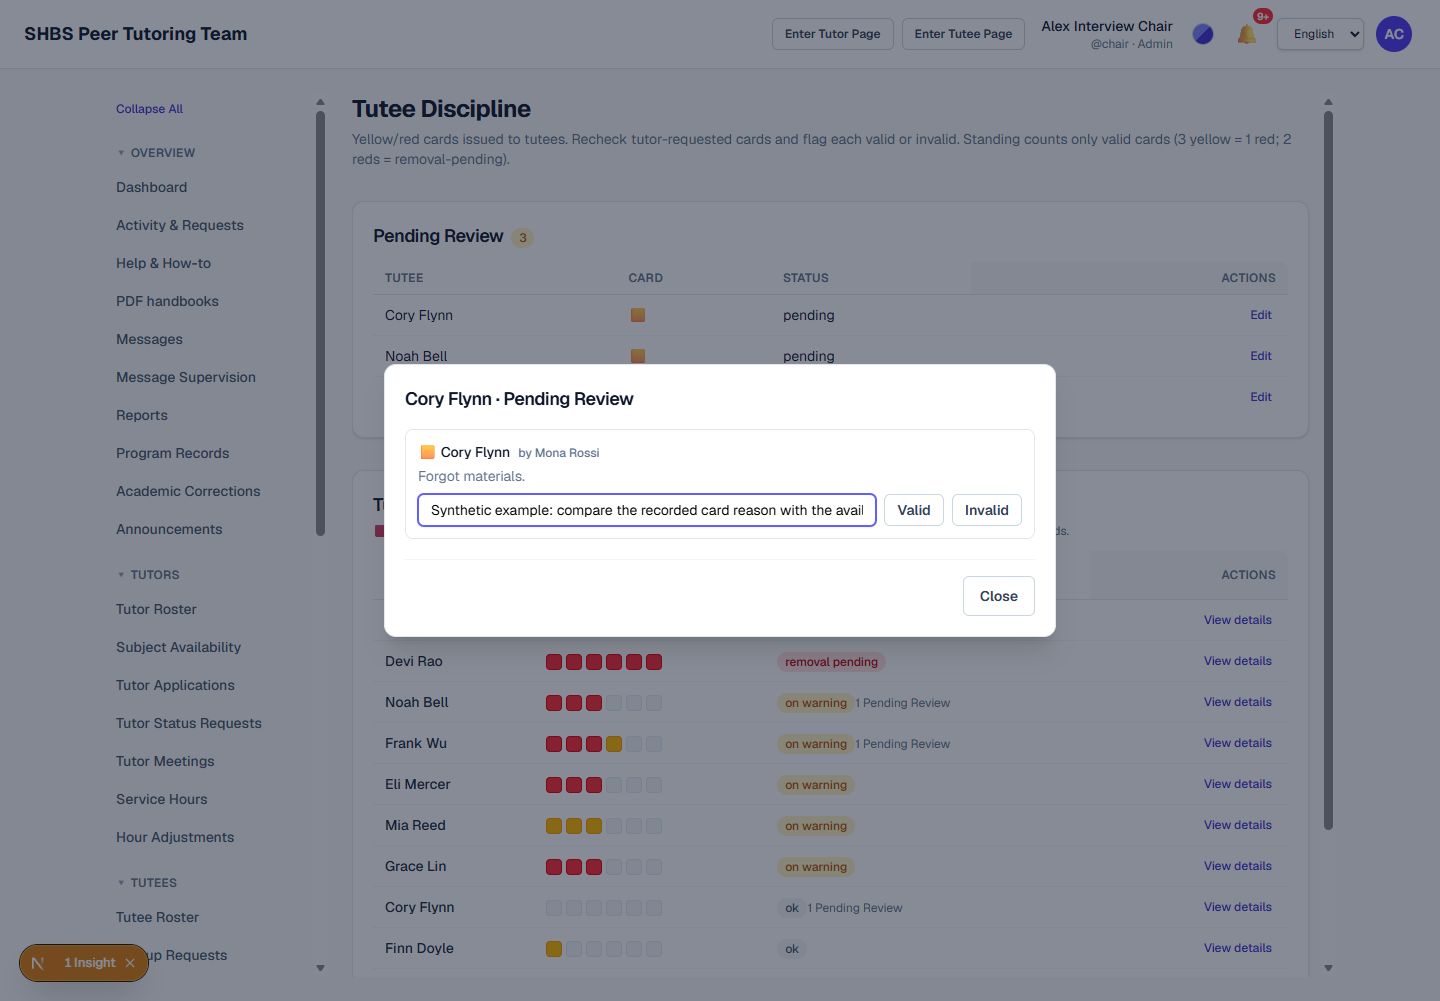 SHBS Peer Tutoring Team
Enter Tutor Page
Enter Tutee Page
Alex Interview Chair
@chair · Admin
9+
English
AC
Collapse All
OVERVIEW
Dashboard
Activity & Requests
Help & How-to
PDF handbooks
Messages
Message Supervision
Reports
Program Records
Academic Corrections
Announcements
TUTORS
Tutor Roster
Subject Availability
Tutor Applications
Tutor Status Requests
Tutor Meetings
Service Hours
Hour Adjustments
TUTEES
Tutee Roster
up Requests
N 1 Insight ×
Tutee Discipline
Yellow/red cards issued to tutees. Recheck tutor-requested cards and flag each valid or invalid. Standing counts only valid cards (3 yellow = 1 red; 2
reds = removal-pending).
Pending Review 3
TUTEE CARD STATUS ACTIONS
Cory Flynn pending Edit
Noah Bell pending Edit
Edit
Cory Flynn · Pending Review
Cory Flynn by Mona Rossi
Forgot materials.
Synthetic example: compare the recorded card reason with the avail
Valid
Invalid
Close
ds.
ACTIONS
View details
Devi Rao removal pending View details
Noah Bell on warning 1 Pending Review View details
Frank Wu on warning 1 Pending Review View details
Eli Mercer on warning View details
Mia Reed on warning View details
Grace Lin on warning View details
Cory Flynn ok 1 Pending Review View details
Finn Doyle ok View details